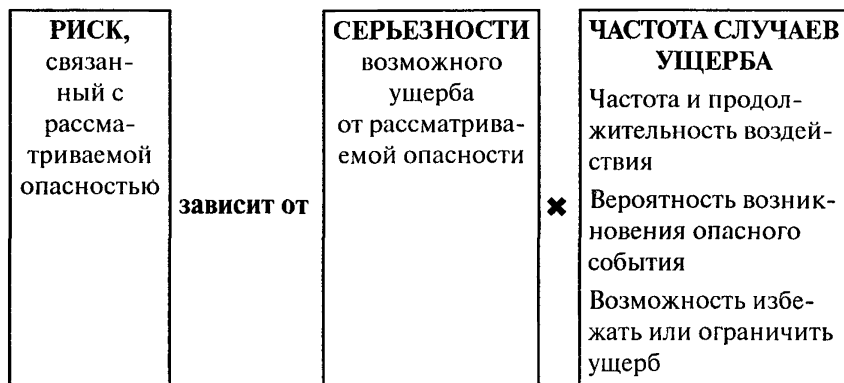 РИСК,
связан-
ный с
рассма-
триваемой
опасностью
зависит от
СЕРЬЕЗНОСТИ
возможного
ущерба
от рассматрива-
емой опасности
×
ЧАСТОТА СЛУЧАЕВ
УЩЕРБА
Частота и продол-
жительность воздей-
ствия
Вероятность возник-
новения опасного
события
Возможность избе-
жать или ограничить
ущерб